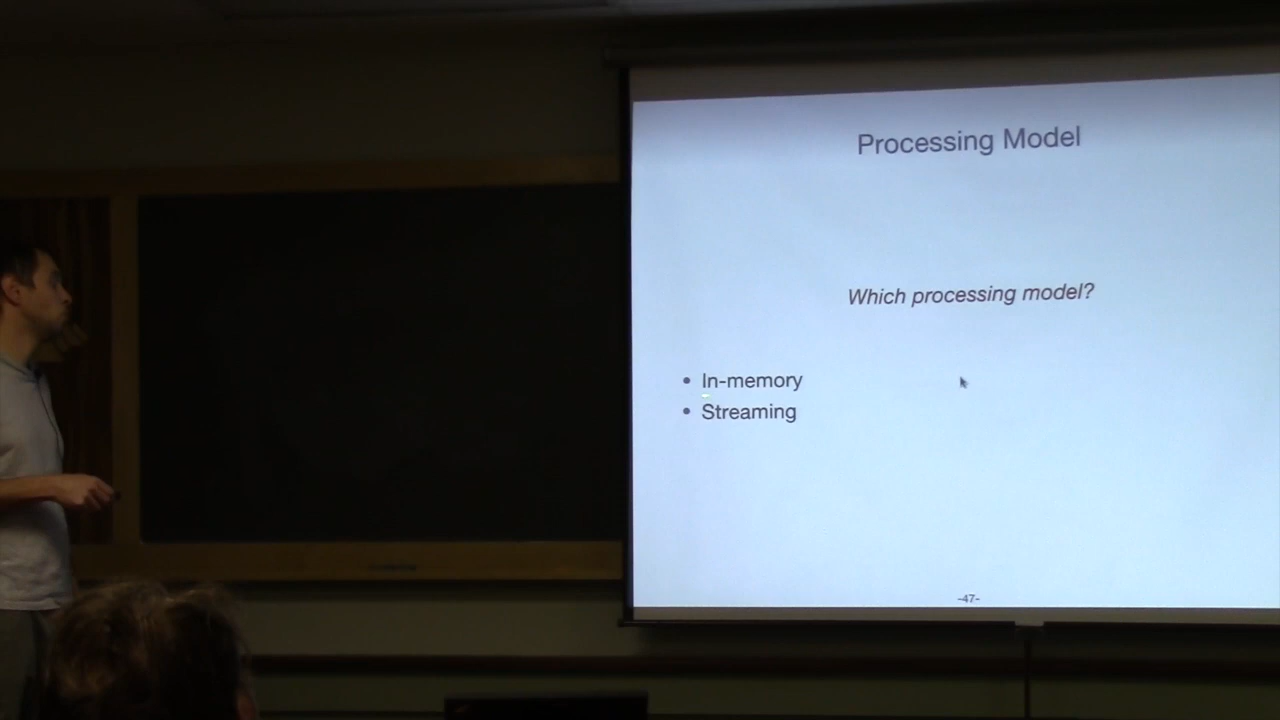 Processing Model
Which processing model?
• In-memory
• Streaming
-47-